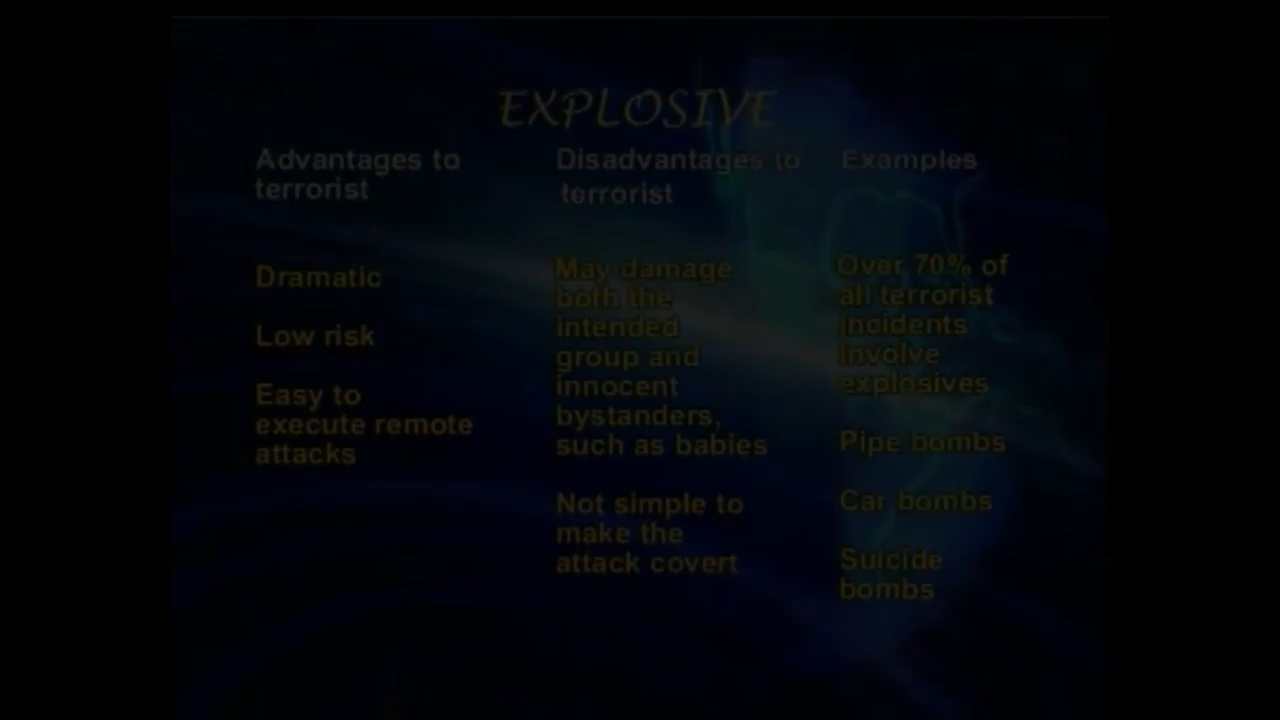 EXPLOSIVE
Advantages to
terrorist
Dramatic
Low risk
Easy to
execute remote
attacks
Disadvantages to
terrorist
May damage
both the
intended
group and
innocent
bystanders,
such as babies
Not simple to
make the
attack covert
Examples
Over 70% of
all terrorist
incidents
involve
explosives
Pipe bombs
Car bombs
Suicide
bombs